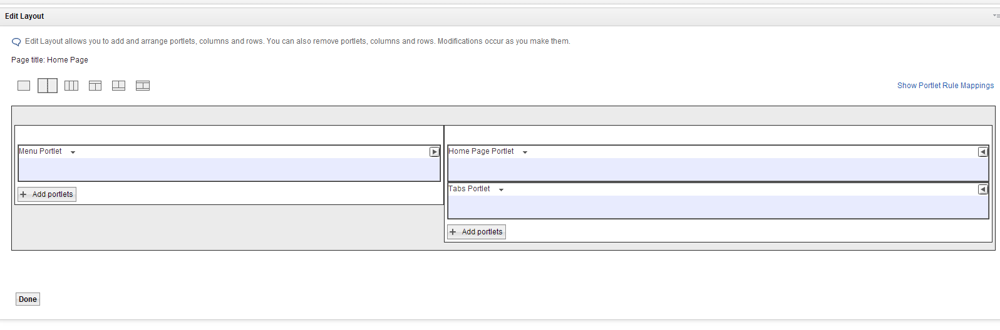 Edit Layout
Edit Layout allows you to add and arrange portlets, columns and rows. You can also remove portlets, columns and rows. Modifications occur as you make them.
Page title: Home Page
Show Portlet Rule Mappings
Menu Portlet
Add portlets
Home Page Portlet
Tabs Portlet
Add portlets
Done